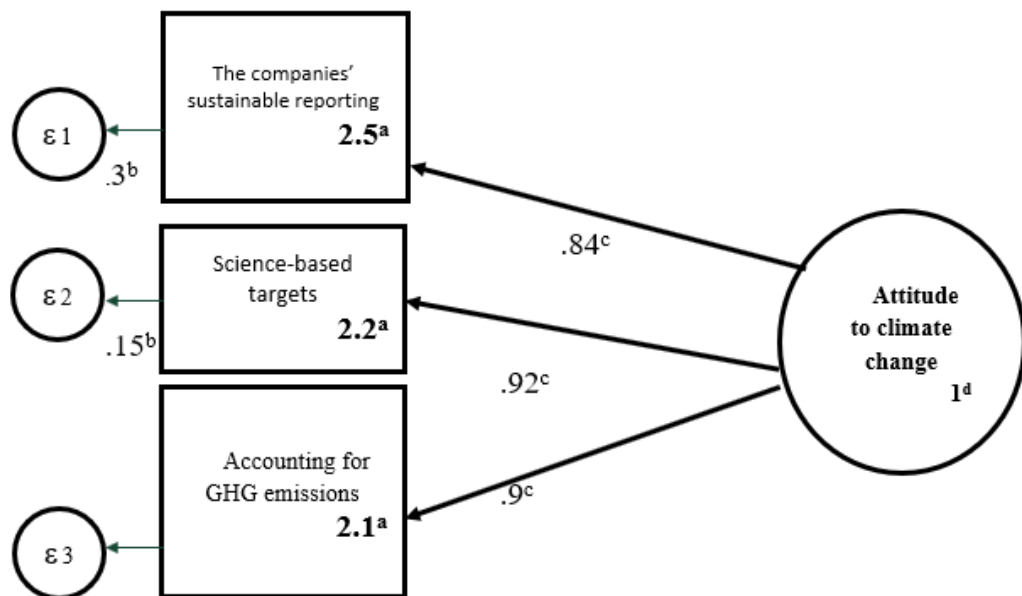 The companies’
sustainable reporting
2.5ᵃ
ε1
.3ᵇ
.84ᶜ
Science-based
targets
2.2ᵃ
ε2
.15ᵇ
.92ᶜ
Attitude
to climate
change
1ᵈ
Accounting for
GHG emissions
2.1ᵃ
.9ᶜ
ε3